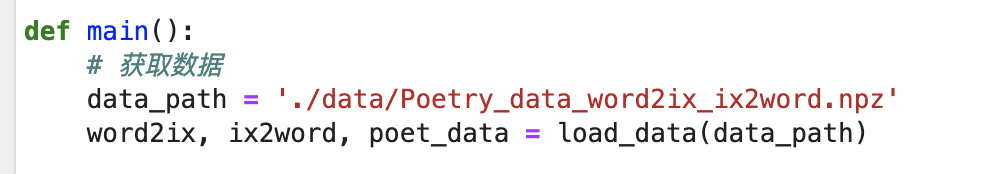 def main():
    # 获取数据
    data_path = './data/Poetry_data_word2ix_ix2word.npz'
    word2ix, ix2word, poet_data = load_data(data_path)